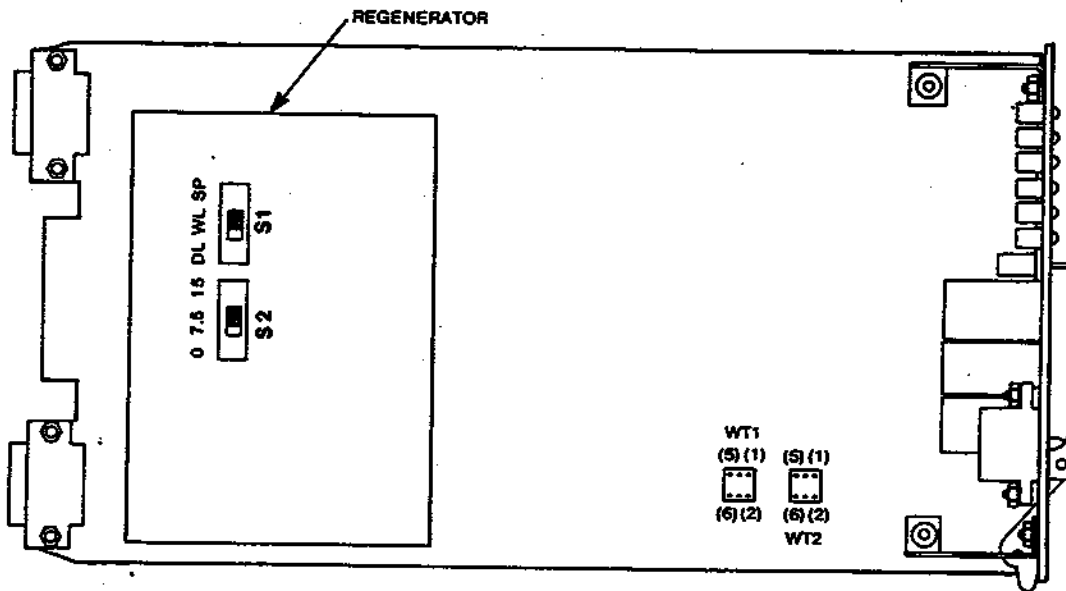 REGENERATOR
DL WL SP
S1
0 7.5 15
S2
WT1
(5) (1)
(6) (2)
(5) (1)
(6) (2)
WT2